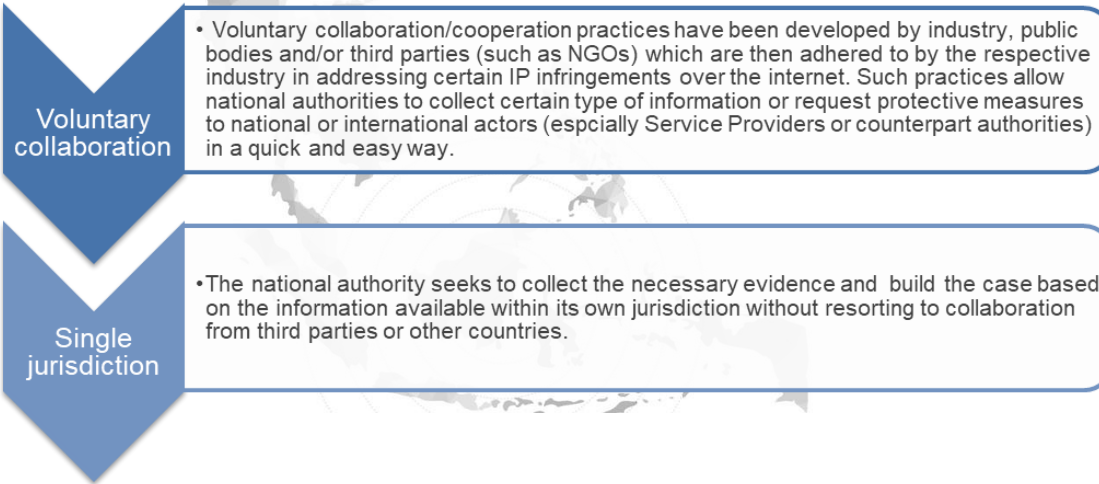 Voluntary
collaboration
• Voluntary collaboration/cooperation practices have been developed by industry, public
bodies and/or third parties (such as NGOs) which are then adhered to by the respective
industry in addressing certain IP infringements over the internet. Such practices allow
national authorities to collect certain type of information or request protective measures
to national or international actors (espcially Service Providers or counterpart authorities)
in a quick and easy way.
Single
jurisdiction
•The national authority seeks to collect the necessary evidence and build the case based
on the information available within its own jurisdiction without resorting to collaboration
from third parties or other countries.